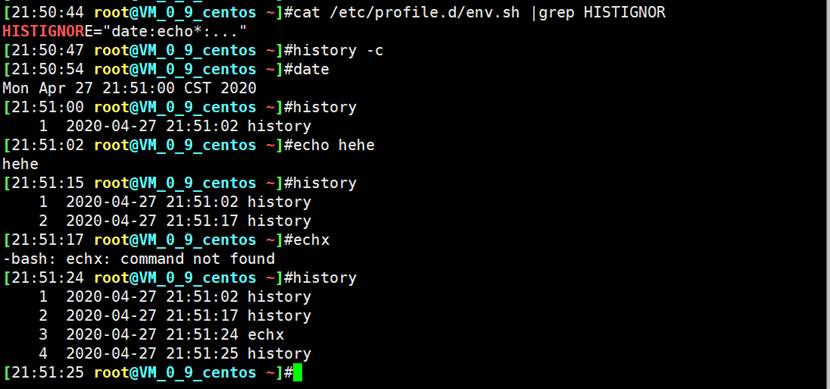 [21:50:44 root@VM_0_9_centos ~]#cat /etc/profile.d/env.sh |grep HISTIGNOR
HISTIGNORE="date:echo*:..."
[21:50:47 root@VM_0_9_centos ~]#history -c
[21:50:54 root@VM_0_9_centos ~]#date
Mon Apr 27 21:51:00 CST 2020
[21:51:00 root@VM_0_9_centos ~]#history
    1  2020-04-27 21:51:02 history
[21:51:02 root@VM_0_9_centos ~]#echo hehe
hehe
[21:51:15 root@VM_0_9_centos ~]#history
    1  2020-04-27 21:51:02 history
    2  2020-04-27 21:51:17 history
[21:51:17 root@VM_0_9_centos ~]#echx
-bash: echx: command not found
[21:51:24 root@VM_0_9_centos ~]#history
    1  2020-04-27 21:51:02 history
    2  2020-04-27 21:51:17 history
    3  2020-04-27 21:51:24 echx
    4  2020-04-27 21:51:25 history
[21:51:25 root@VM_0_9_centos ~]#